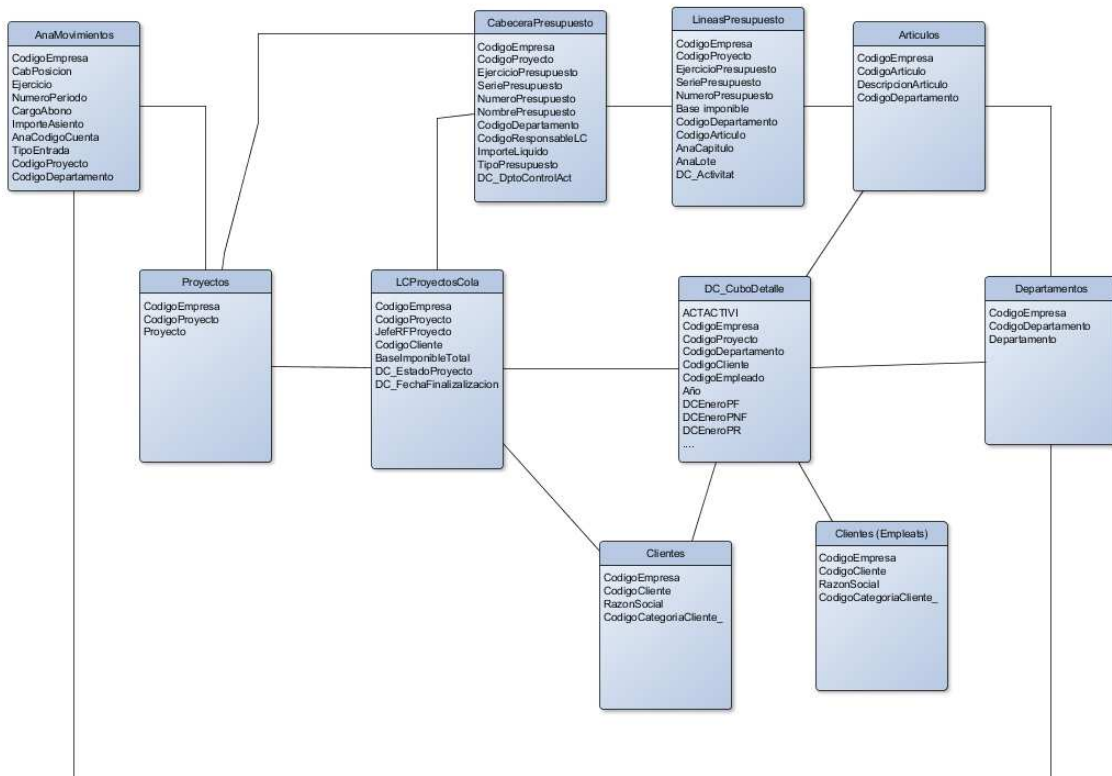 AnaMovimientos
CodigoEmpresa
CabPosicion
Ejercicio
NumeroPeriodo
CargoAbono
ImporteAsiento
AnaCodigoCuenta
TipoEntrada
CodigoProyecto
CodigoDepartamento
CabeceraPresupuesto
CodigoEmpresa
CodigoProyecto
EjercicioPresupuesto
SeriePresupuesto
NumeroPresupuesto
NombrePresupuesto
CodigoDepartamento
CodigoResponsableLC
ImporteLiquido
TipoPresupuesto
DC_DptoControlAct
LineasPresupuesto
CodigoEmpresa
CodigoProyecto
EjercicioPresupuesto
SeriePresupuesto
NumeroPresupuesto
Base imponible
CodigoDepartamento
CodigoArticulo
AnaCapitulo
AnaLote
DC_Activitat
Articulos
CodigoEmpresa
CodigoArticulo
DescripcionArticulo
CodigoDepartamento
Proyectos
CodigoEmpresa
CodigoProyecto
Proyecto
LCProyectosCola
CodigoEmpresa
CodigoProyecto
JefeRFProyecto
CodigoCliente
BaseImponibleTotal
DC_EstadoProyecto
DC_FechaFinalizalizacion
DC_CuboDetalle
ACTACTIVI
CodigoEmpresa
CodigoProyecto
CodigoDepartamento
CodigoCliente
CodigoEmpleado
Año
DCEneroPF
DCEneroPNF
DCEneroPR
....
Departamentos
CodigoEmpresa
CodigoDepartamento
Departamento
Clientes
CodigoEmpresa
CodigoCliente
RazonSocial
CodigoCategoriaCliente_
Clientes (Empleats)
CodigoEmpresa
CodigoCliente
RazonSocial
CodigoCategoriaCliente_